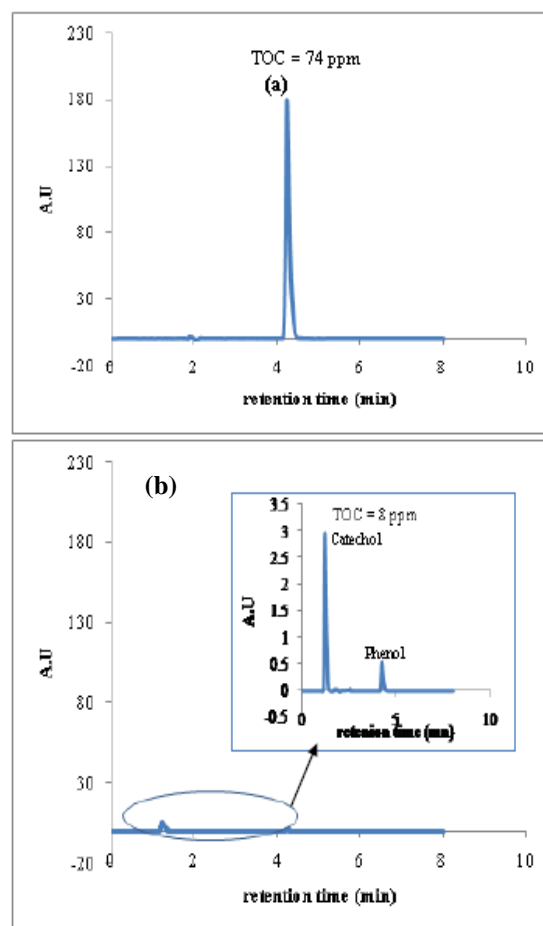 230
TOC = 74 ppm
(a)
180
130
A.U
80
30
-20
0 2 4 6 8 10
retention time (min)
230
(b)
180
130
A.U
80
30
-20
0 2 4 6 8 10
retention time (min)
3.5
TOC = 8 ppm
3
Catechol
2.5
2
A.U
1.5
1
Phenol
0.5
0
-0.5
0 5 10
retention time (mn)